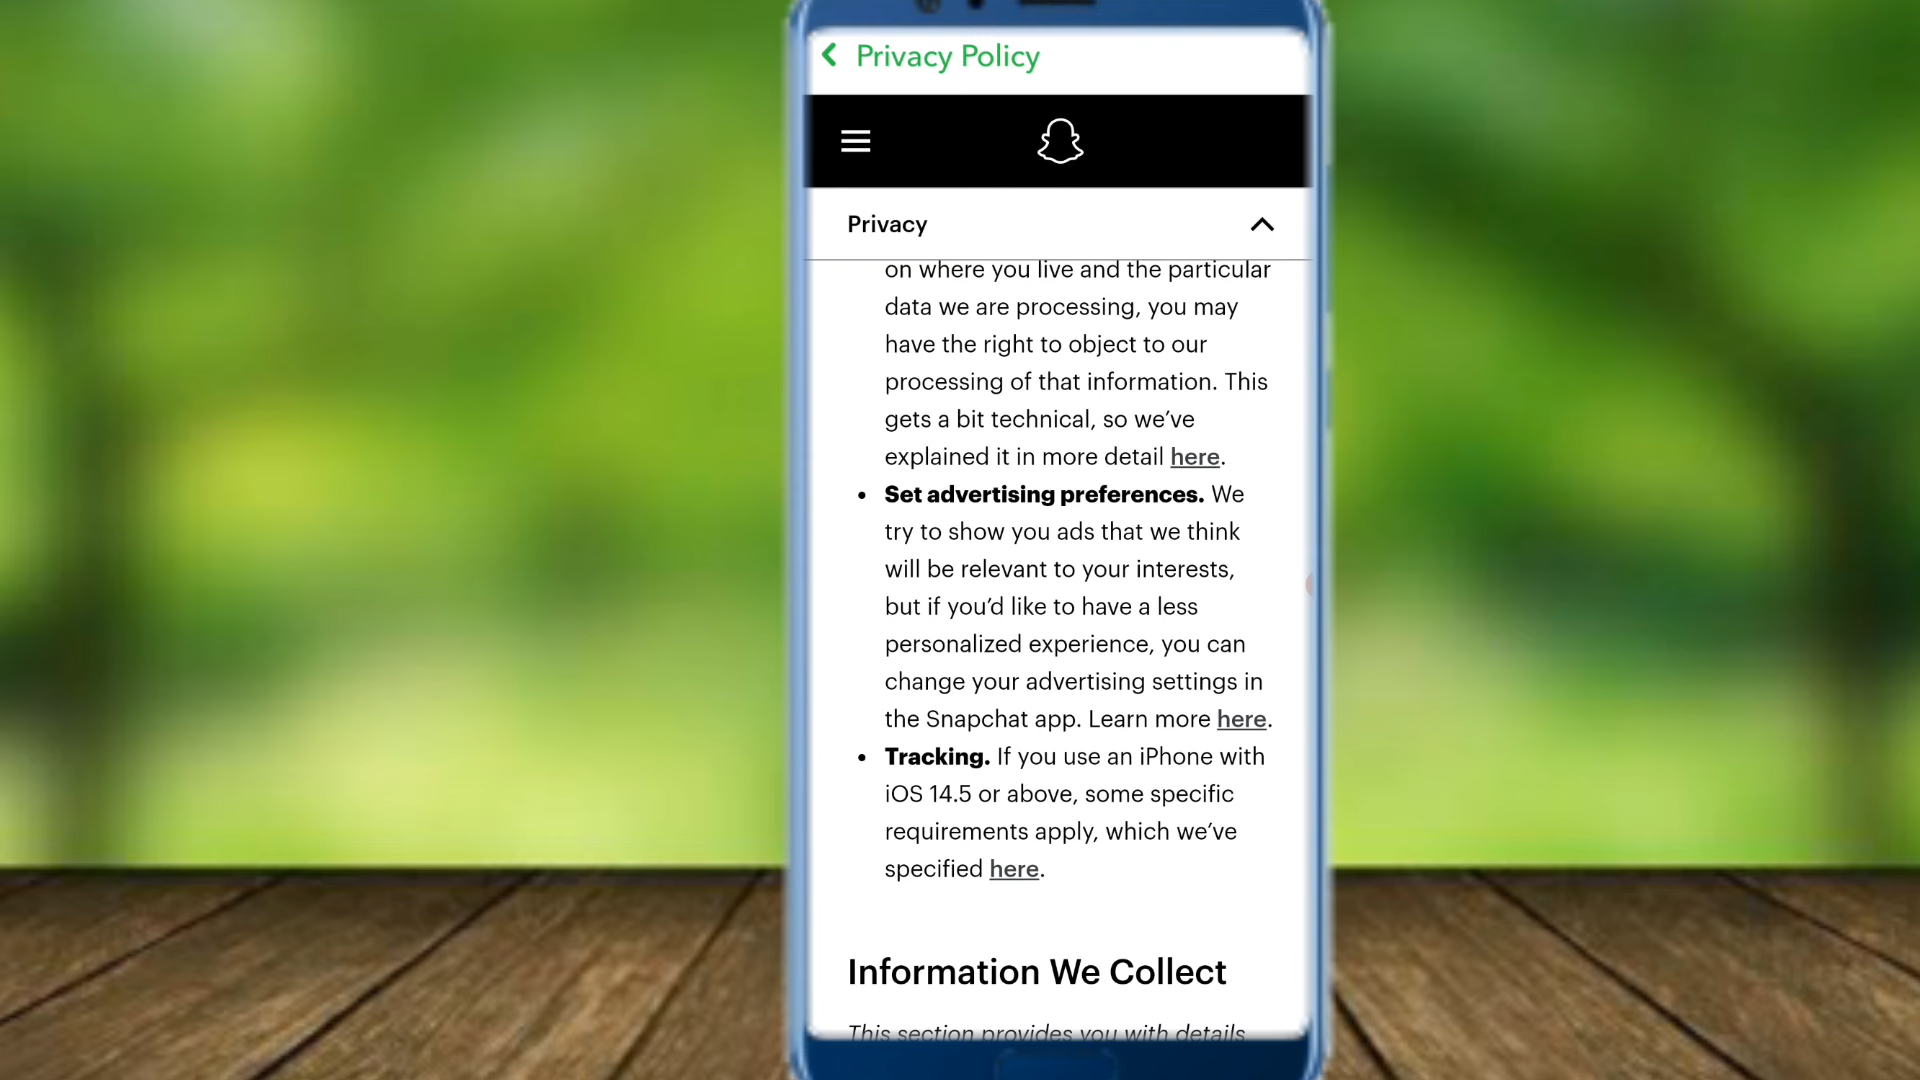 Privacy Policy
Privacy
on where you live and the particular
data we are processing, you may
have the right to object to our
processing of that information. This
gets a bit technical, so we’ve
explained it in more detail here.
• Set advertising preferences. We
try to show you ads that we think
will be relevant to your interests,
but if you’d like to have a less
personalized experience, you can
change your advertising settings in
the Snapchat app. Learn more here.
• Tracking. If you use an iPhone with
iOS 14.5 or above, some specific
requirements apply, which we’ve
specified here.
Information We Collect
This section provides you with details